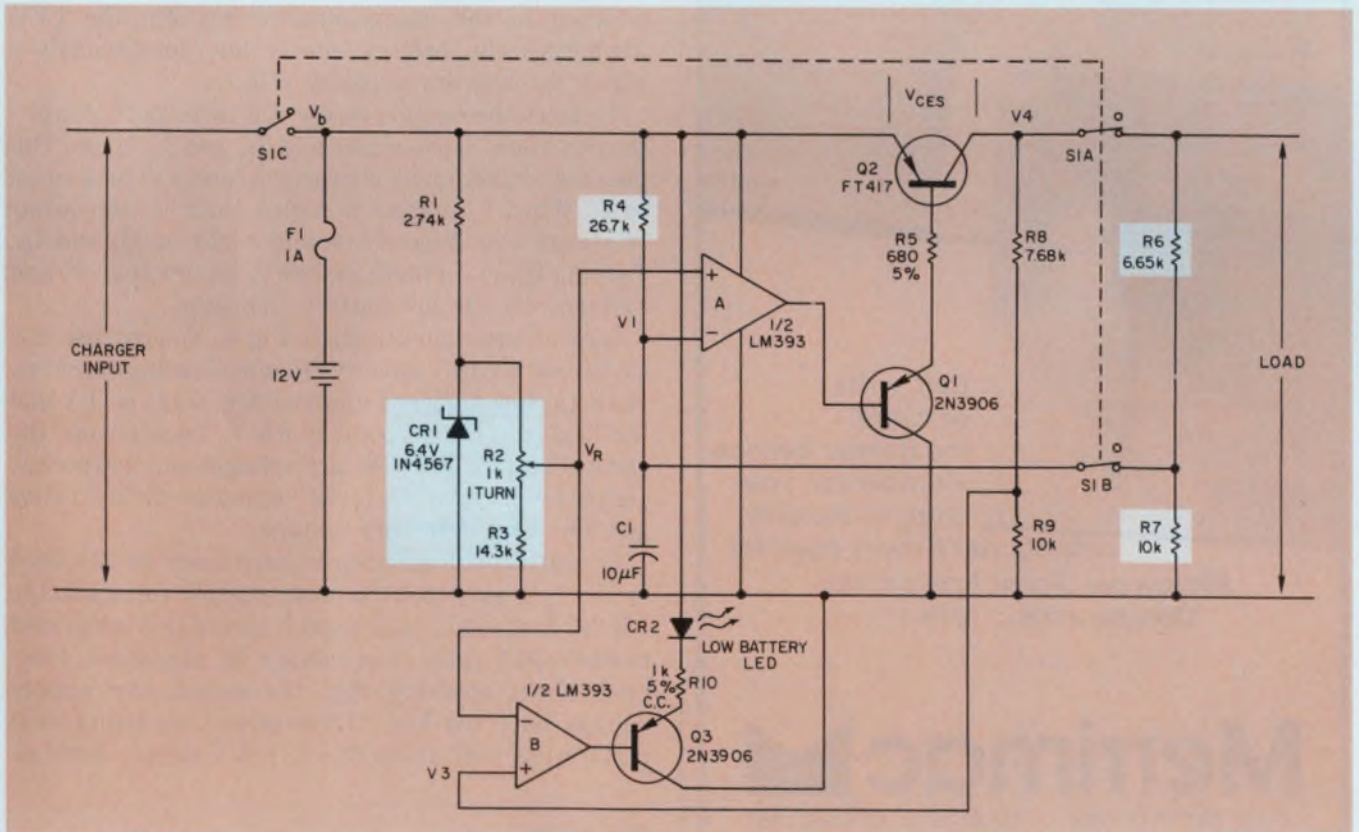 V_CES
S1C
V_b
Q2
FT417
V4
S1A
R1
2.74k
R4
26.7k
F1
1A
R5
680
5%
R8
7.68k
R6
6.65k
+
A
−
1/2
LM393
V1
CHARGER
INPUT
12V
V_R
CR1
6.4V
1N4567
R2
1k
1 TURN
R3
14.3k
Q1
2N3906
LOAD
S1B
C1
10µF
R9
10k
R7
10k
CR2
LOW BATTERY
LED
1k
5%
C.C.
R10
1/2 LM393
−
B
+
Q3
2N3906
V3